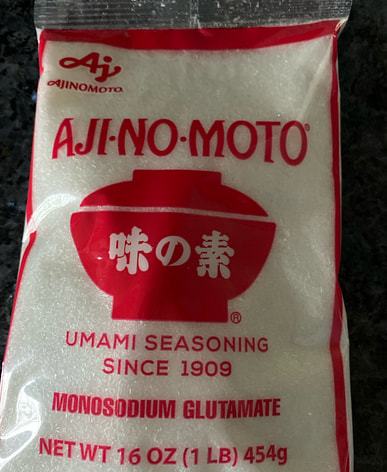 Aj
AJINOMOTO
AJI·NO·MOTO®
味の素
®
UMAMI SEASONING
SINCE 1909
MONOSODIUM GLUTAMATE
NET WT 16 OZ (1 LB) 454g